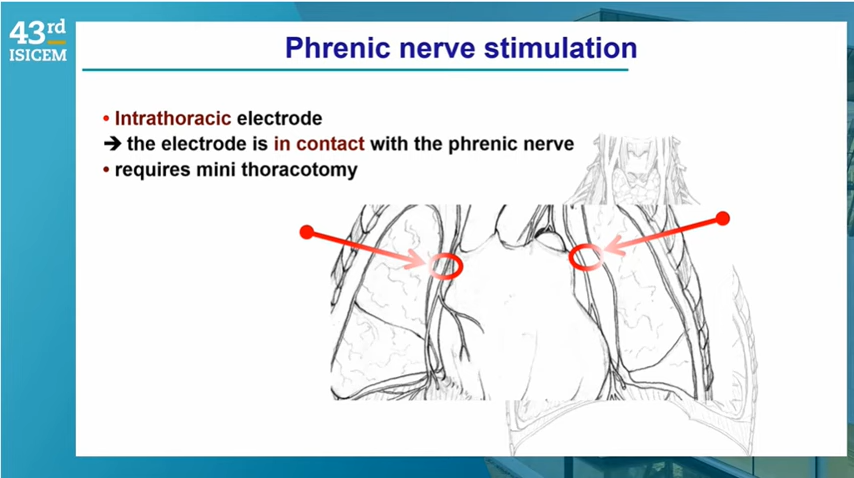 43rd
ISICEM
Phrenic nerve stimulation
• Intrathoracic electrode
➔ the electrode is in contact with the phrenic nerve
• requires mini thoracotomy